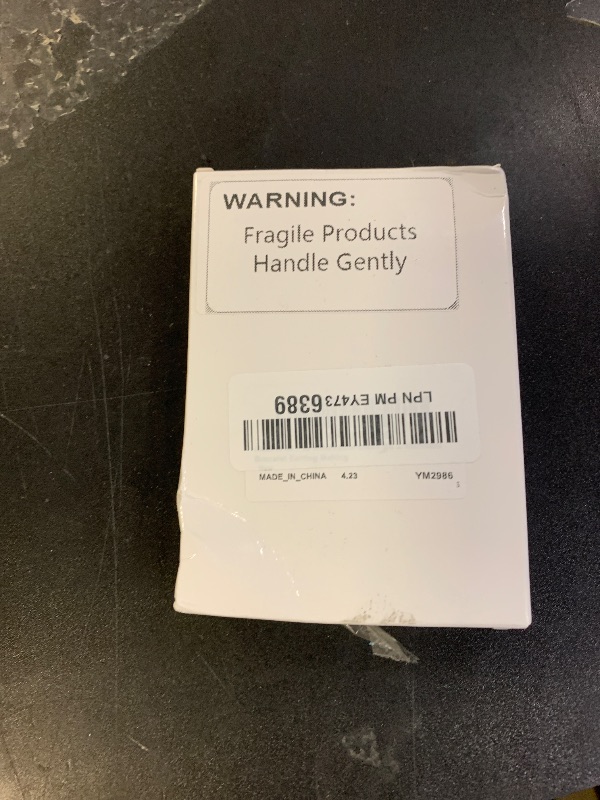 WARNING:
Fragile Products
Handle Gently
LPN PM EY4736389
MADE_IN_CHINA 4.23 YM2986